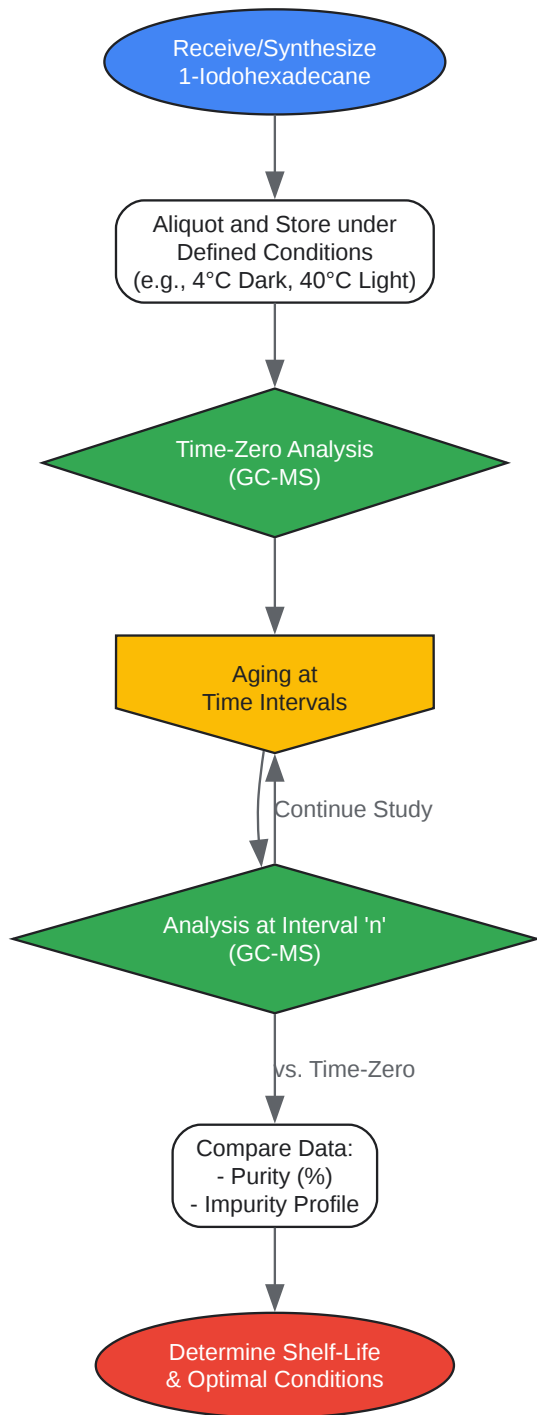 Receive/Synthesize
1-Iodohexadecane
Aliquot and Store under
Defined Conditions
(e.g., 4°C Dark, 40°C Light)
Time-Zero Analysis
(GC-MS)
Aging at
Time Intervals
Continue Study
Analysis at Interval 'n'
(GC-MS)
vs. Time-Zero
Compare Data:
- Purity (%)
- Impurity Profile
Determine Shelf-Life
& Optimal Conditions